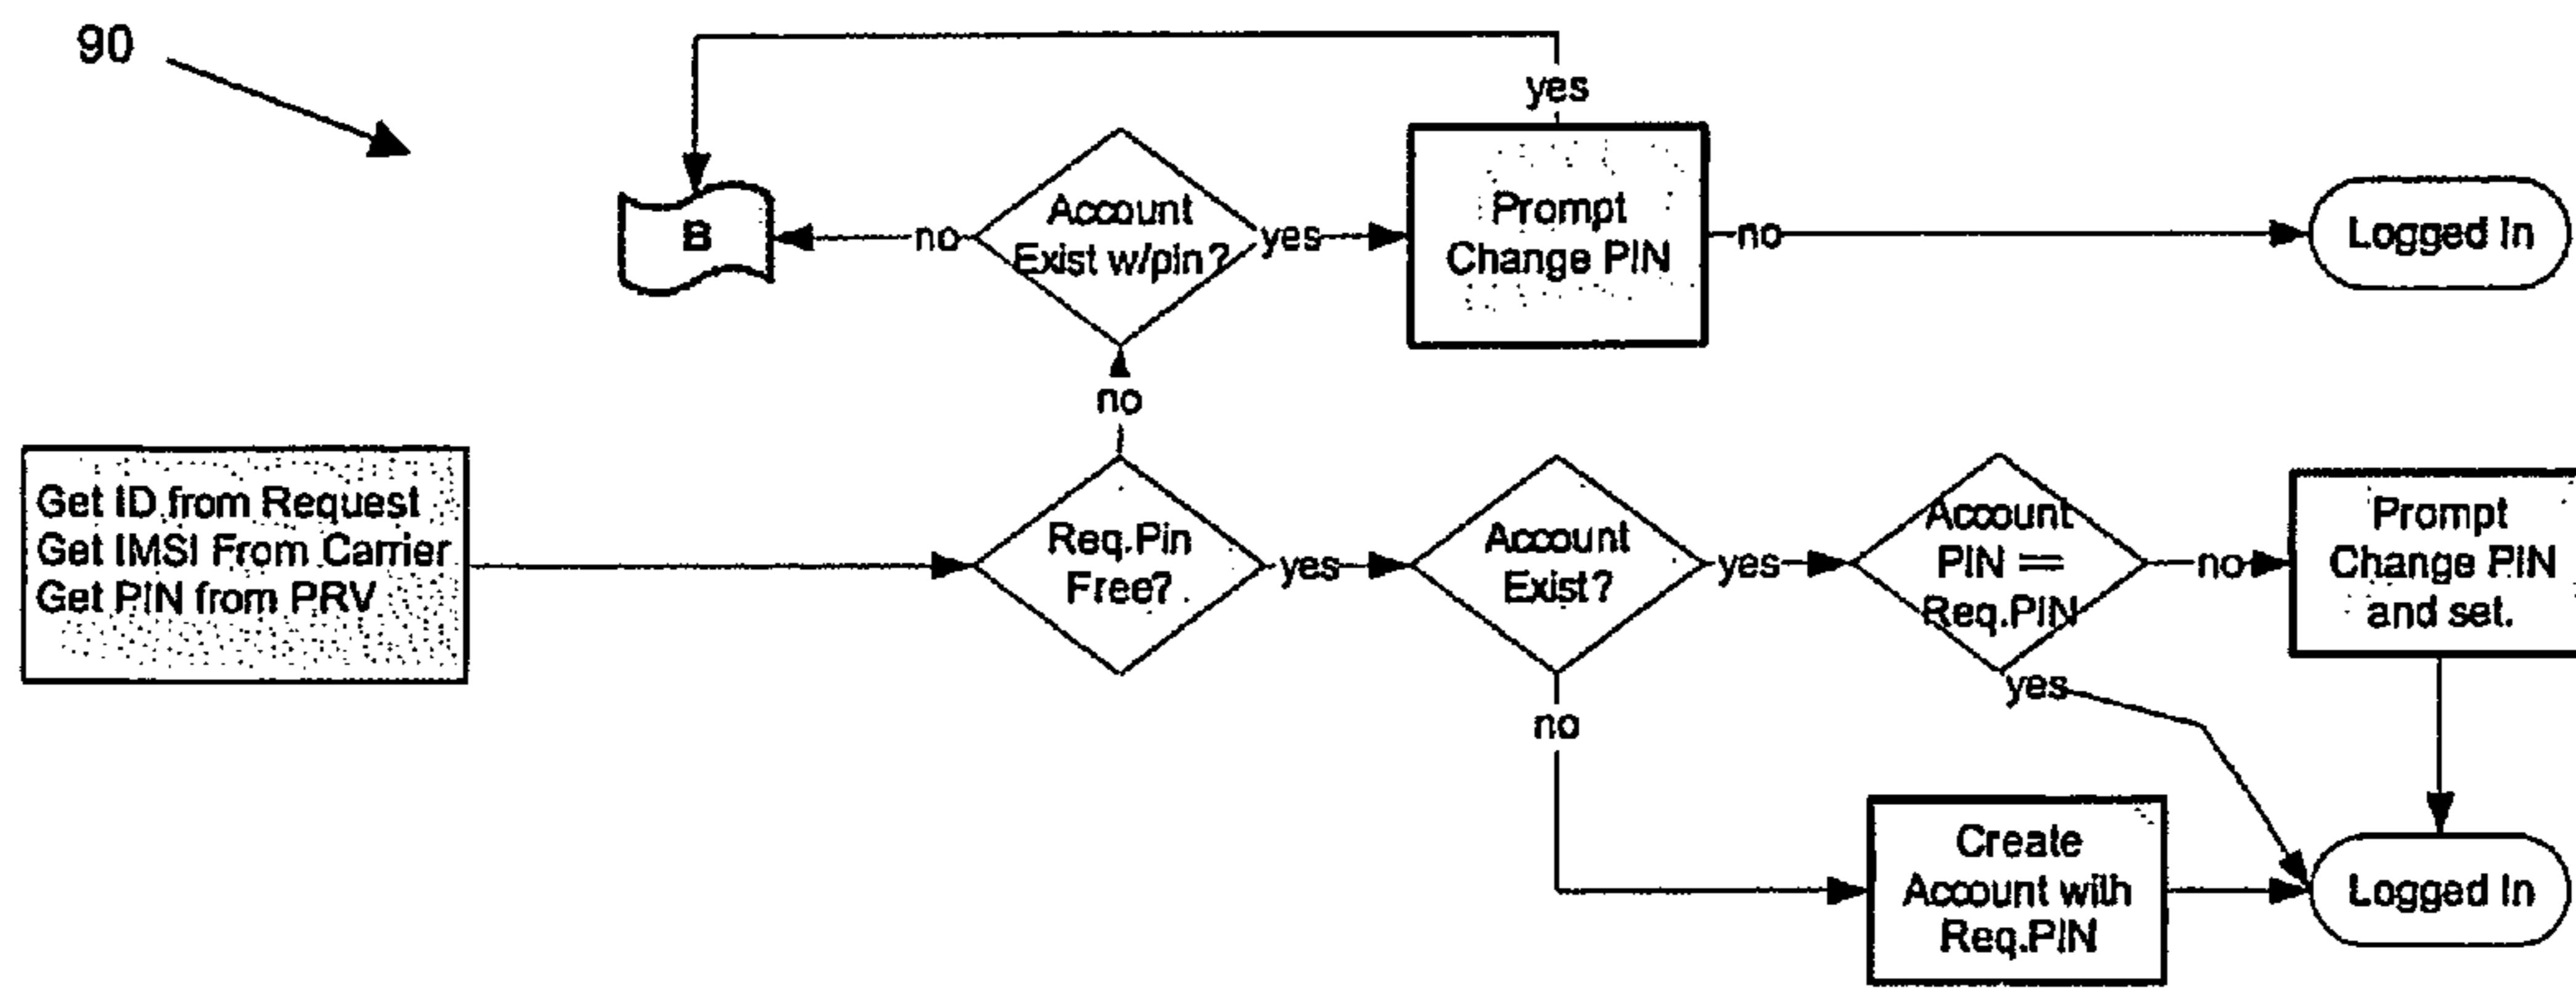 90
yes
B
no
Account
Exist w/pin?
yes
Prompt
Change PIN
no
Logged In
no
Get ID from Request
Get IMSI From Carrier
Get PIN from PRV
Req.Pin
Free?
yes
Account
Exist?
yes
Account
PIN ==
Req.PIN
no
Prompt
Change PIN
and set.
yes
no
Create
Account with
Req.PIN
Logged In